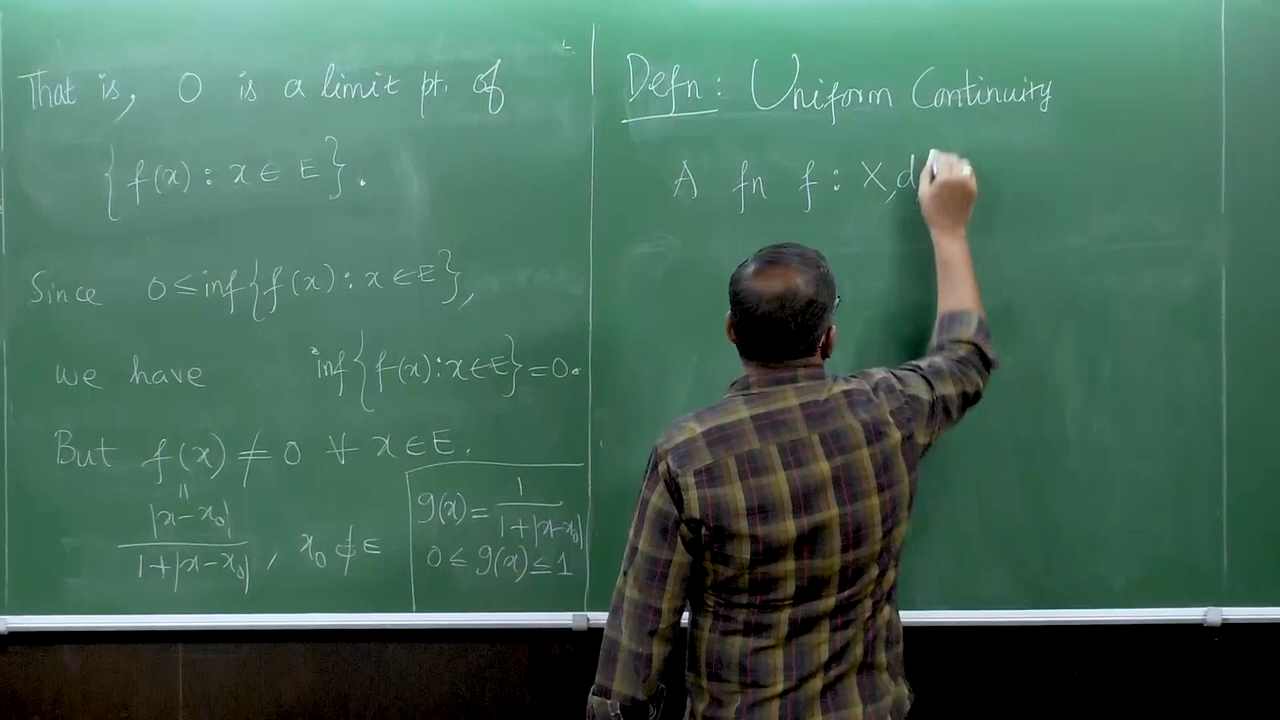 That is, 0 is a limit pt. of
{f(x) : x ∈ E}.
Since 0 ≤ inf{f(x) : x ∈ E},
we have inf{f(x) : x ∈ E} = 0.
But f(x) ≠ 0 ∀ x ∈ E.
=
|x - x₀|
/ 1 + |x - x₀| , x₀ ∉ E
g(x) = 1 / 1 + |x - x₀|
0 ≤ g(x) ≤ 1
Defn : Uniform Continuity
A fn f : X, d